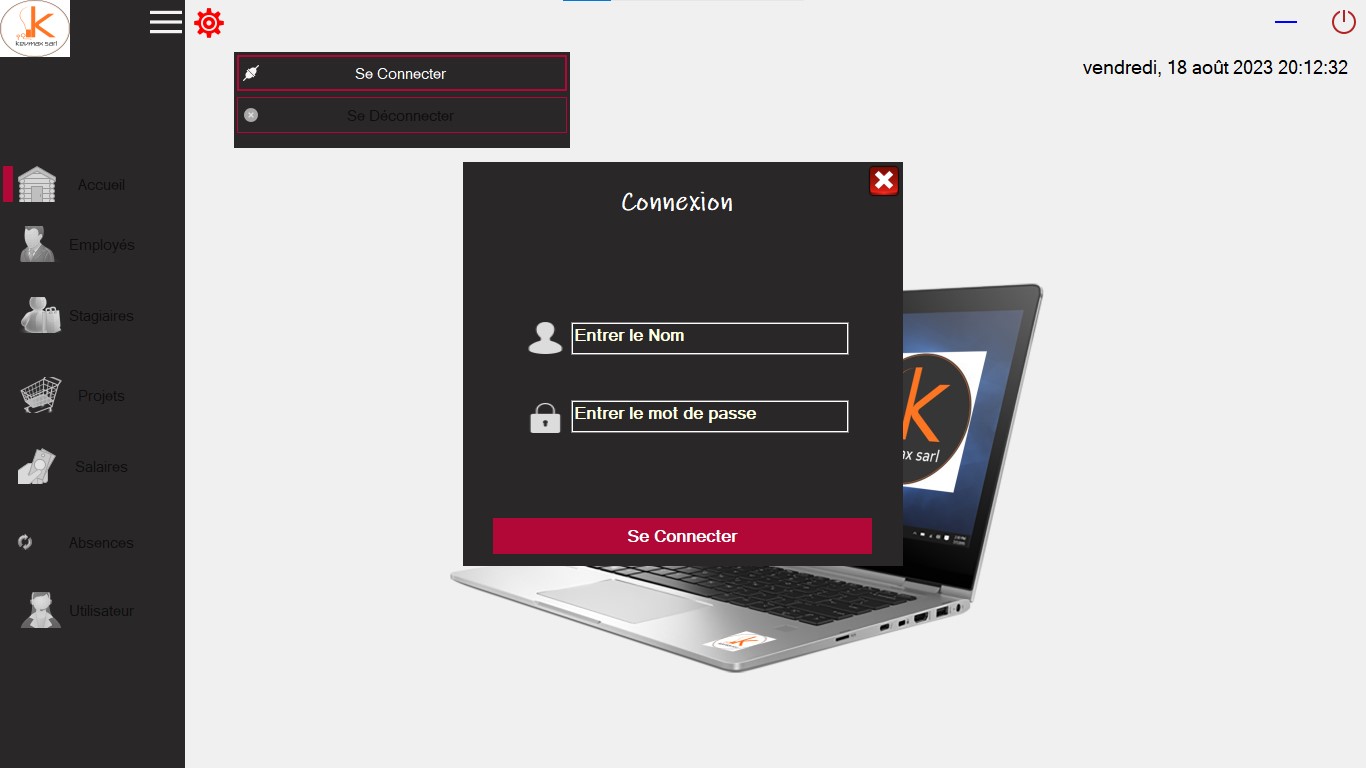 k
kevmax sarl
vendredi, 18 août 2023 20:12:32
Se Connecter
Se Déconnecter
Accueil
Employés
Stagiaires
Projets
Salaires
Absences
Utilisateur
Connexion
Entrer le Nom
Entrer le mot de passe
Se Connecter
k
ax sarl